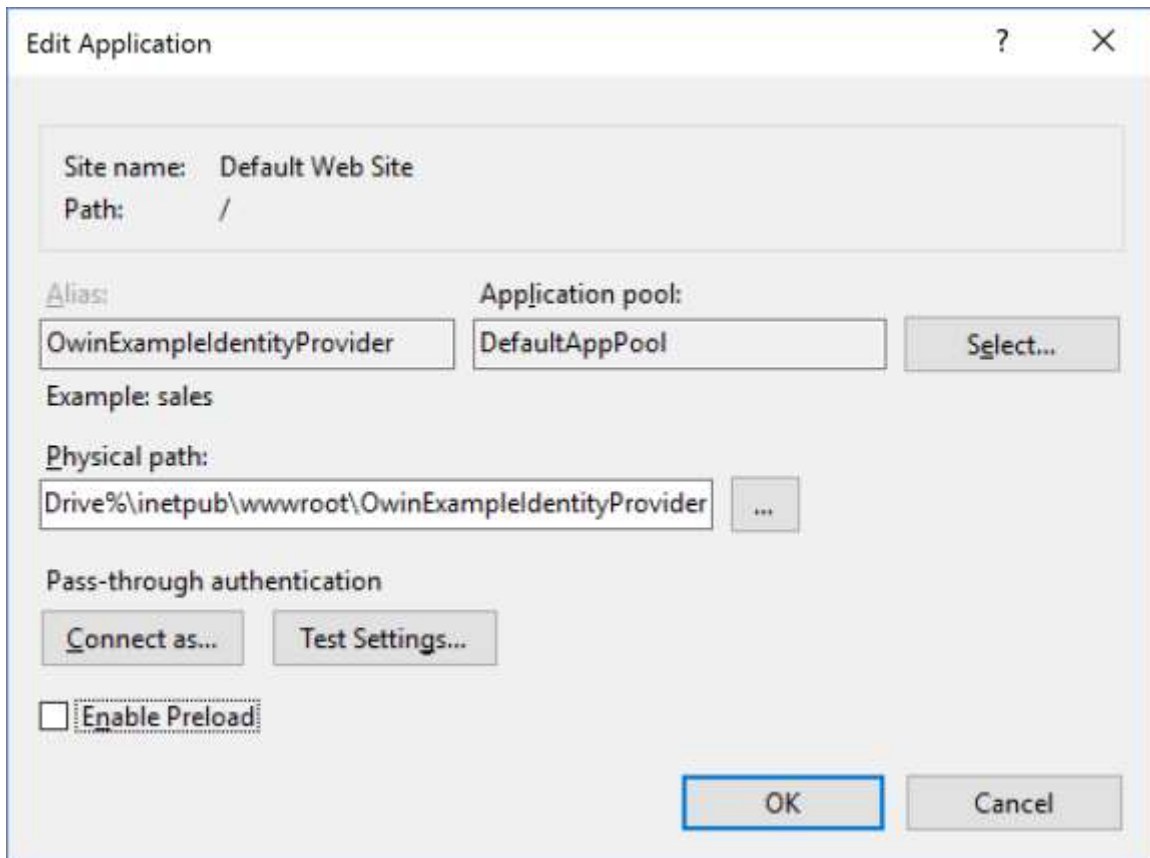 Edit Application ?
Site name: Default Web Site
Path: /
Alias: Application pool:
OwinExampleIdentityProvider DefaultAppPool Select...
Example: sales
Physical path:
Drive%\inetpub\wwwroot\OwinExampleIdentityProvider ...
Pass-through authentication
Connect as... Test Settings...
Enable Preload
OK Cancel